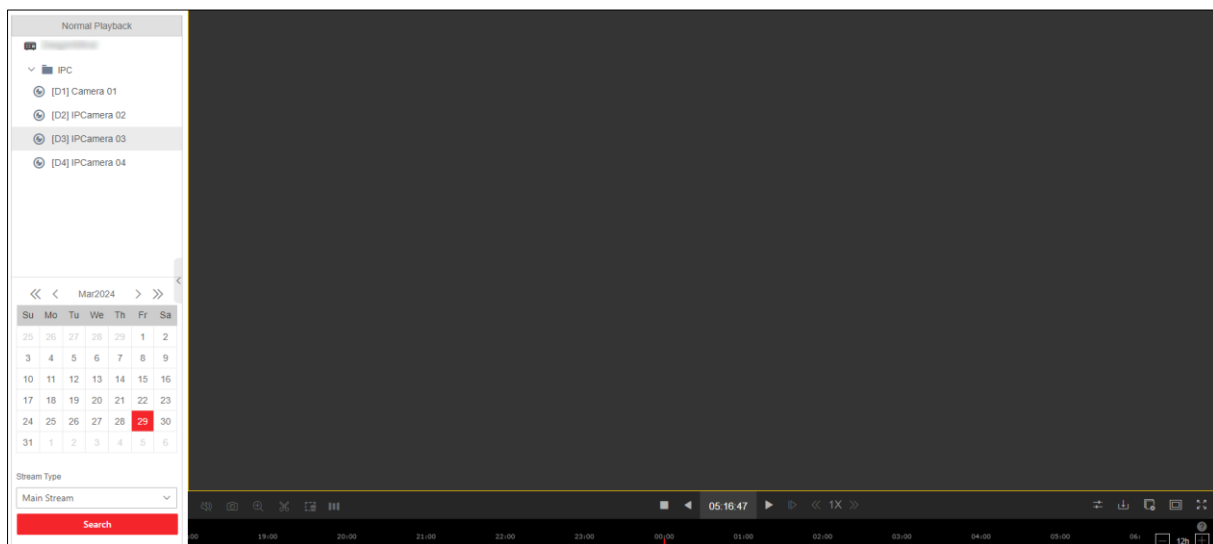 Normal Playback
IPC
[D1] Camera 01
[D2] IPCamera 02
[D3] IPCamera 03
[D4] IPCamera 04
Mar2024
Su Mo Tu We Th Fr Sa
25 26 27 28 29 1 2
3 4 5 6 7 8 9
10 11 12 13 14 15 16
17 18 19 20 21 22 23
24 25 26 27 28 29 30
31 1 2 3 4 5 6
Stream Type
Main Stream
Search
05:16:47 1X
:00 19:00 20:00 21:00 22:00 23:00 00:00 01:00 02:00 03:00 04:00 05:00 06: 12h